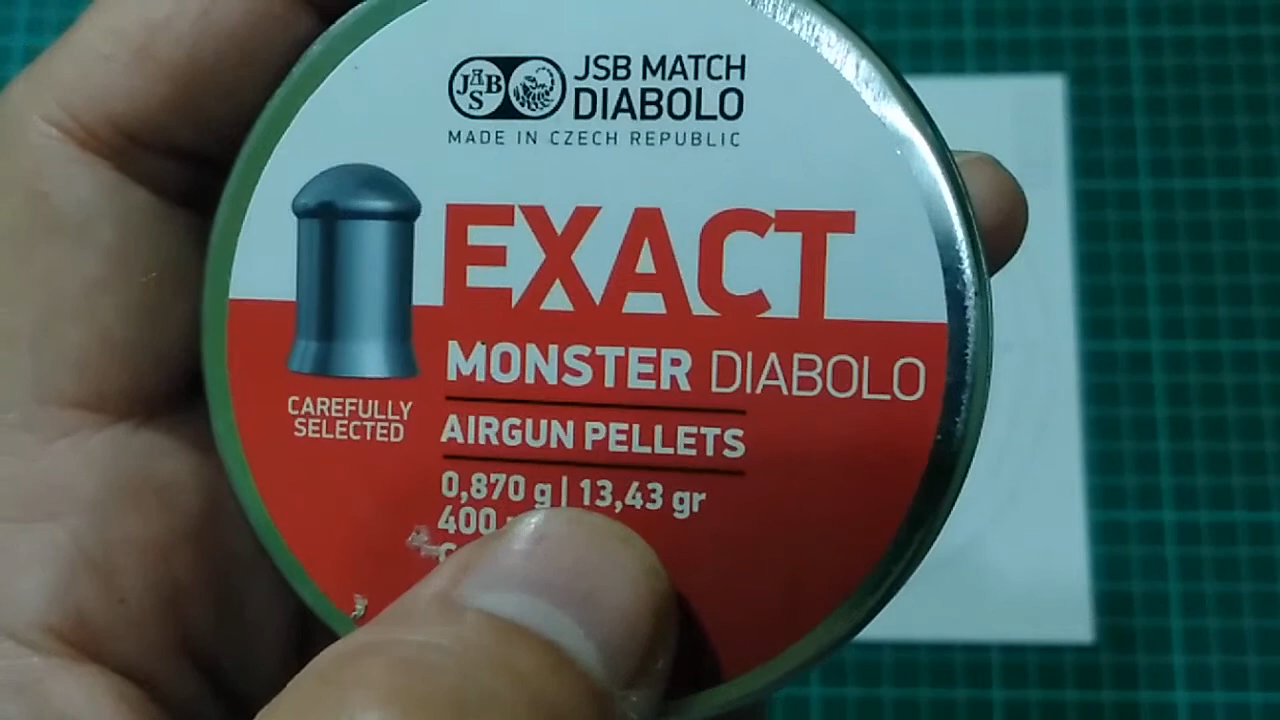 JSB
JSB MATCH
DIABOLO
MADE IN CZECH REPUBLIC
EXACT
MONSTER DIABOLO
CAREFULLY
SELECTED
AIRGUN PELLETS
0,870 g | 13,43 gr
400